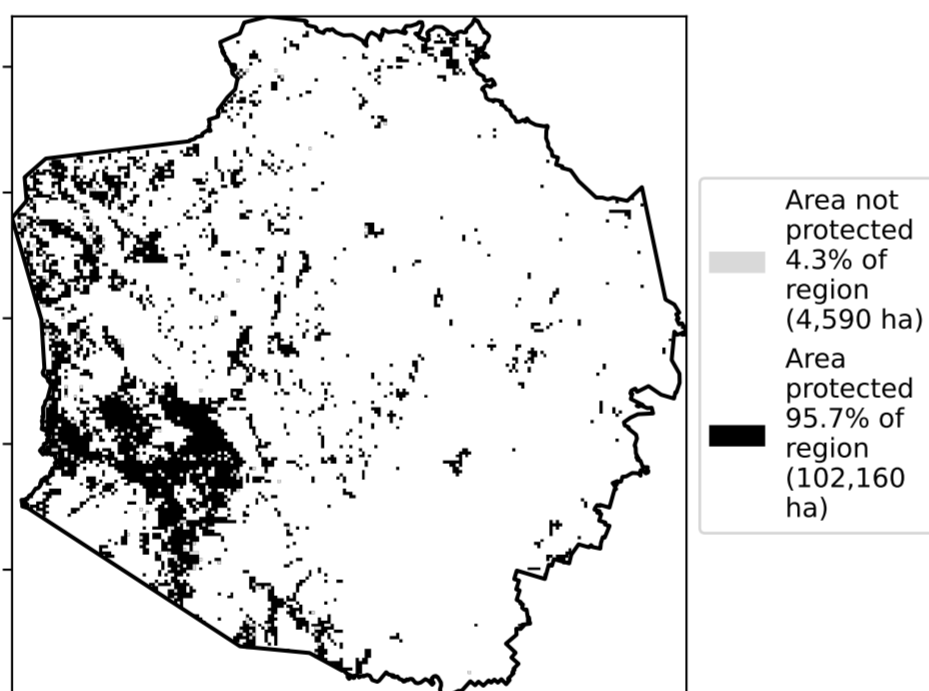 Area not
protected
4.3% of
region
(4,590 ha)
Area
protected
95.7% of
region
(102,160
ha)